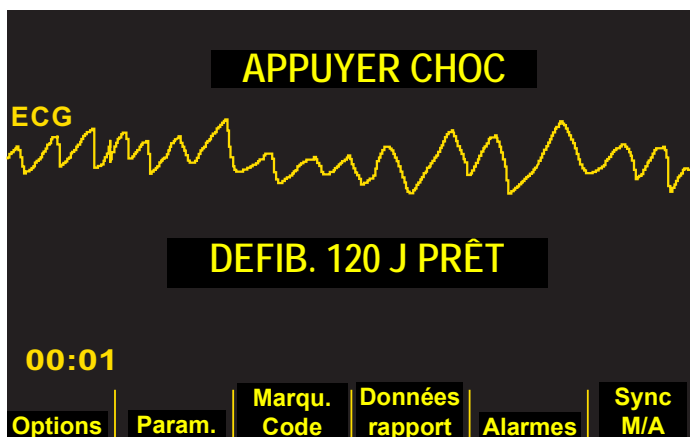 APPUYER CHOC
ECG
DEFIB. 120 J PRÊT
00:01
Options
Param.
Marqu.
Code
Données
rapport
Alarmes
Sync
M/A